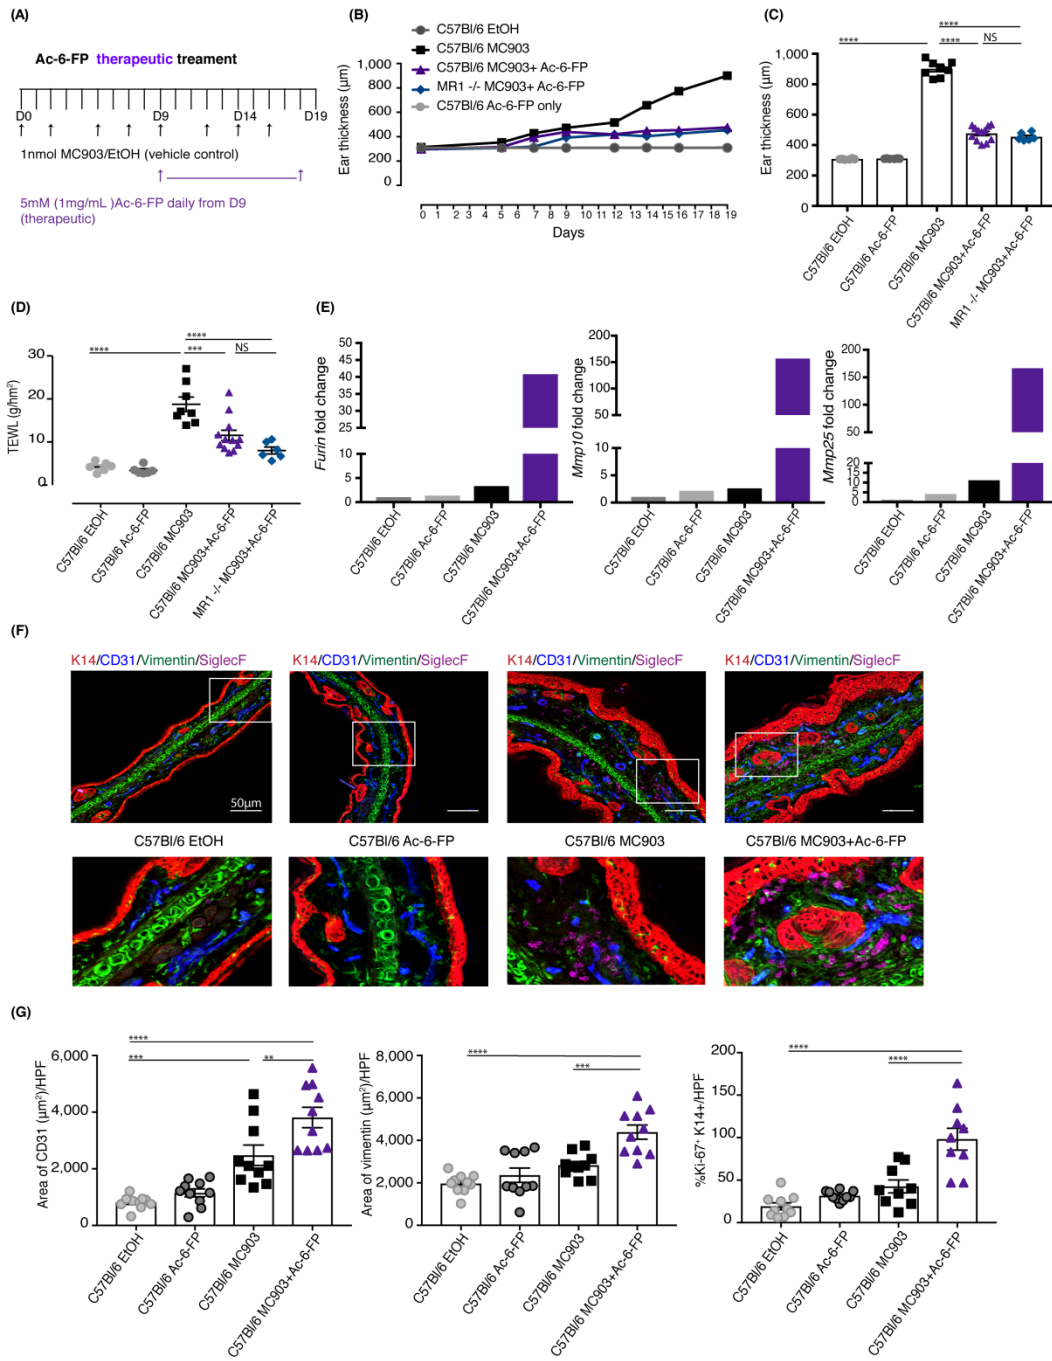 (A)
Ac-6-FP therapeutic treament
D0 D9 D14 D19
1nmol MC903/EtOH (vehicle control)
5mM (1mg/mL )Ac-6-FP daily from D9
(therapeutic)
(B)
C57Bl/6 EtOH
C57Bl/6 MC903
C57Bl/6 MC903+ Ac-6-FP
MR1 -/- MC903+ Ac-6-FP
C57Bl/6 Ac-6-FP only
Ear thickness (µm)
1,000
800
600
400
200
0
0 1 2 3 4 5 6 7 8 9 10 11 12 13 14 15 16 17 18 19
Days
(C)
****
**** **** NS
Ear thickness (µm)
1,000
800
600
400
200
C57Bl/6 EtOH
C57Bl/6 Ac-6-FP
C57Bl/6 MC903
C57Bl/6 MC903+Ac-6-FP
MR1 -/- MC903+Ac-6-FP
(D)
****
**** *** NS
TEWL (g/hm²)
30
20
10
0
C57Bl/6 EtOH
C57Bl/6 Ac-6-FP
C57Bl/6 MC903
C57Bl/6 MC903+Ac-6-FP
MR1 -/- MC903+Ac-6-FP
(E)
Furin fold change
50
45
40
35
30
25
10
5
0
C57Bl/6 EtOH
C57Bl/6 Ac-6-FP
C57Bl/6 MC903
C57Bl/6 MC903+Ac-6-FP
Mmp10 fold change
200
150
100
50
10
5
0
C57Bl/6 EtOH
C57Bl/6 Ac-6-FP
C57Bl/6 MC903
C57Bl/6 MC903+Ac-6-FP
Mmp25 fold change
200
150
100
50
20
15
10
5
0
C57Bl/6 EtOH
C57Bl/6 Ac-6-FP
C57Bl/6 MC903
C57Bl/6 MC903+Ac-6-FP
(F)
K14/CD31/Vimentin/SiglecF K14/CD31/Vimentin/SiglecF K14/CD31/Vimentin/SiglecF K14/CD31/Vimentin/SiglecF
50µm
C57Bl/6 EtOH C57Bl/6 Ac-6-FP C57Bl/6 MC903 C57Bl/6 MC903+Ac-6-FP
(G)
****
*** **
Area of CD31 (µm²)/HPF
6,000
4,000
2,000
0
C57Bl/6 EtOH
C57Bl/6 Ac-6-FP
C57Bl/6 MC903
C57Bl/6 MC903+Ac-6-FP
****
***
Area of vimentin (µm²)/HPF
8,000
6,000
4,000
2,000
0
C57Bl/6 EtOH
C57Bl/6 Ac-6-FP
C57Bl/6 MC903
C57Bl/6 MC903+Ac-6-FP
****
****
%Ki-67⁺ K14+/HPF
200
150
100
50
0
C57Bl/6 EtOH
C57Bl/6 Ac-6-FP
C57Bl/6 MC903
C57Bl/6 MC903+Ac-6-FP